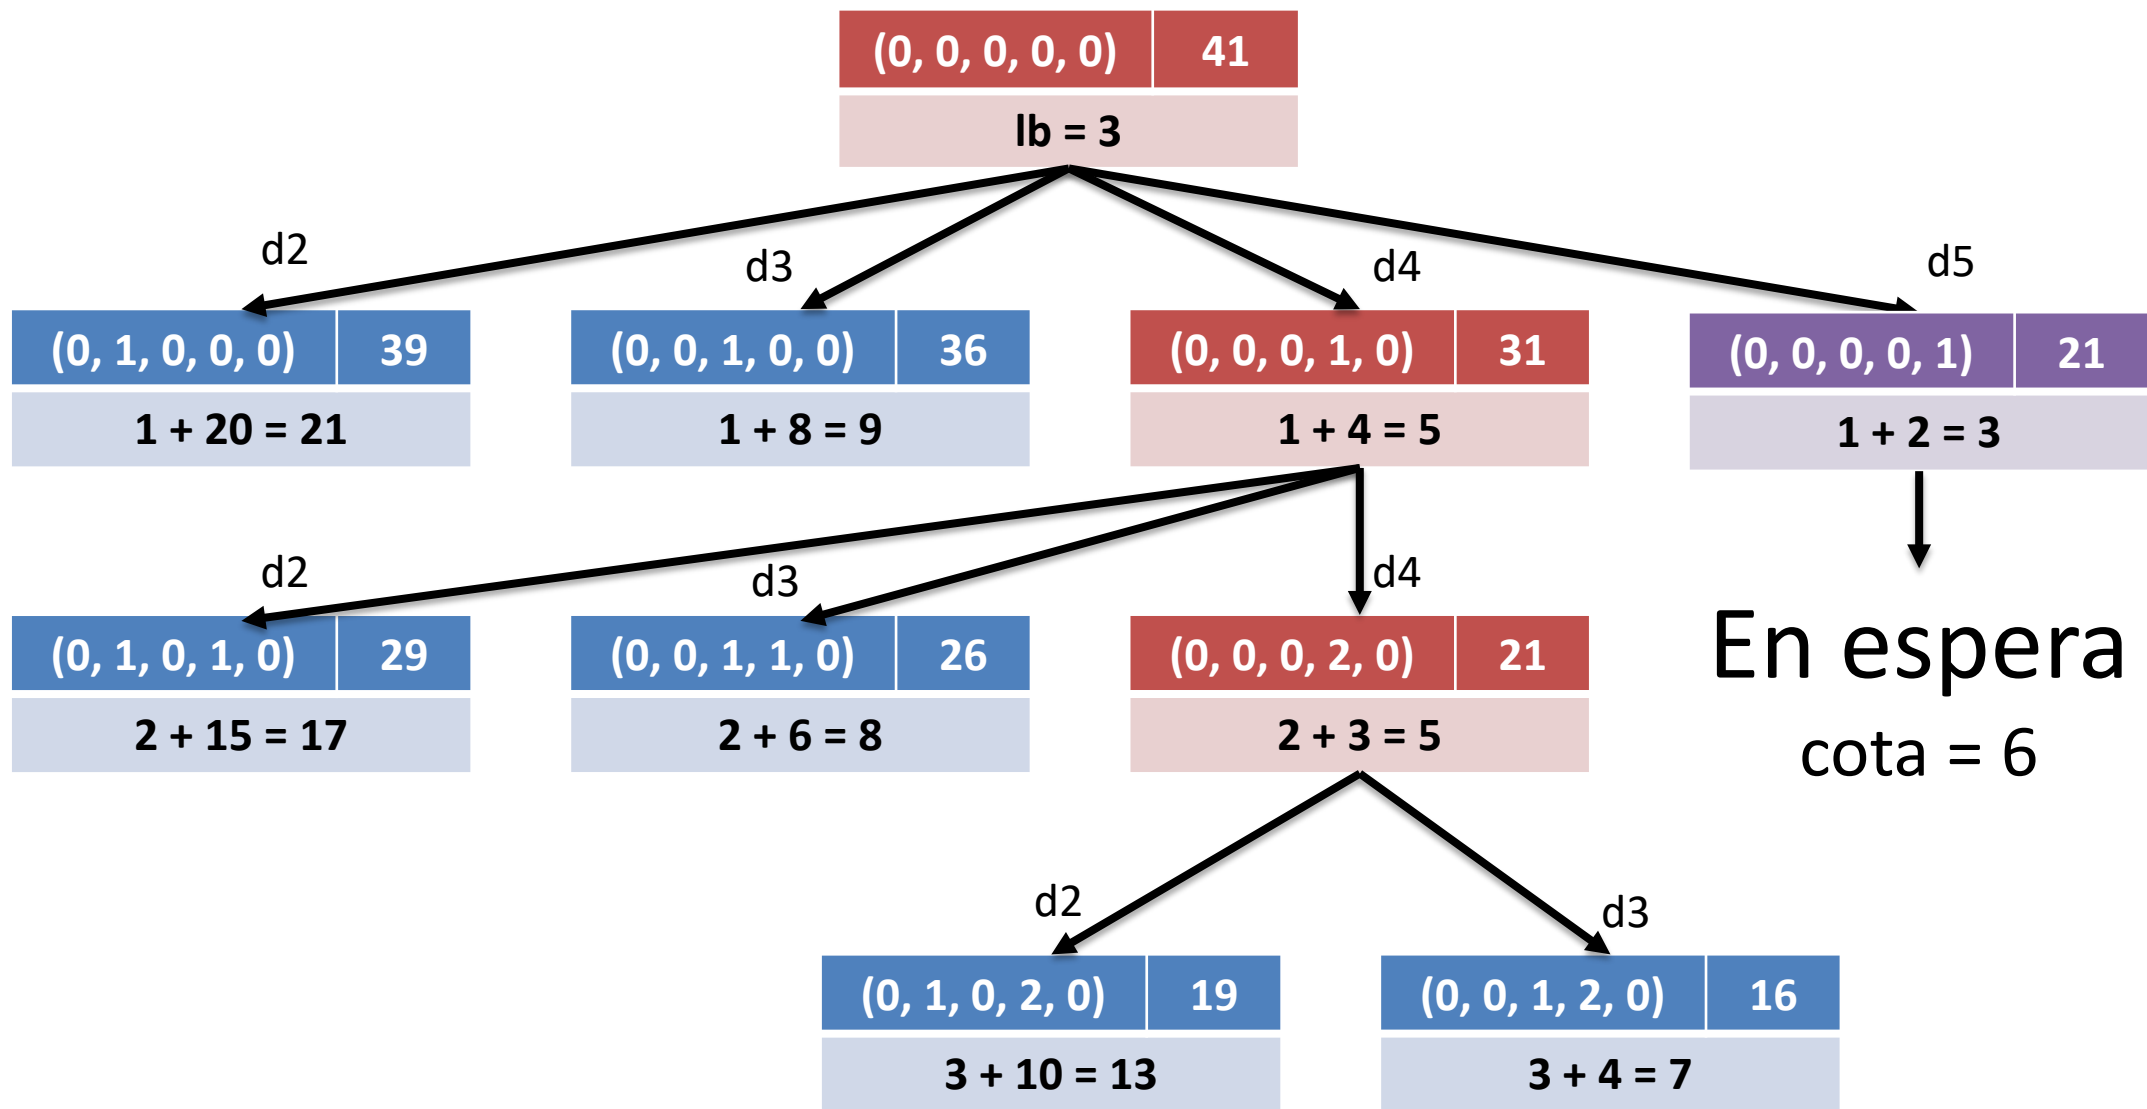 (0, 0, 0, 0, 0) 41
lb = 3
d2
d3
d4
d5
(0, 1, 0, 0, 0) 39
1 + 20 = 21
(0, 0, 1, 0, 0) 36
1 + 8 = 9
(0, 0, 0, 1, 0) 31
1 + 4 = 5
(0, 0, 0, 0, 1) 21
1 + 2 = 3
d2
d3
d4
(0, 1, 0, 1, 0) 29
2 + 15 = 17
(0, 0, 1, 1, 0) 26
2 + 6 = 8
(0, 0, 0, 2, 0) 21
2 + 3 = 5
En espera
cota = 6
d2
d3
(0, 1, 0, 2, 0) 19
3 + 10 = 13
(0, 0, 1, 2, 0) 16
3 + 4 = 7